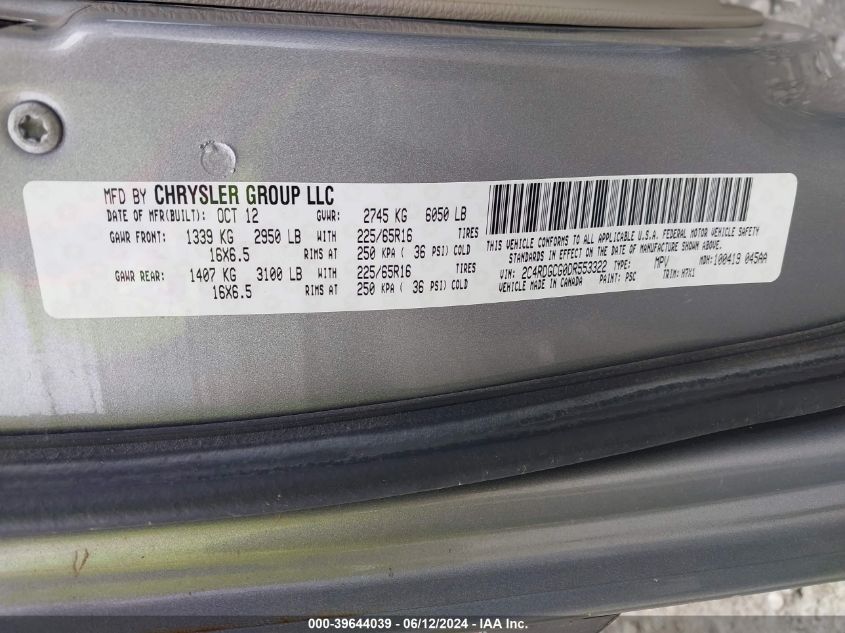 MFD BY CHRYSLER GROUP LLC
DATE OF MFR(BUILT): OCT 12 GVWR: 2745 KG 6050 LB
GAWR FRONT: 1339 KG 2950 LB WITH 225/65R16 TIRES
16X6.5 RIMS AT 250 KPA ( 36 PSI) COLD
GAWR REAR: 1407 KG 3100 LB WITH 225/65R16 TIRES
16X6.5 RIMS AT 250 KPA ( 36 PSI) COLD
THIS VEHICLE CONFORMS TO ALL APPLICABLE U.S.A. FEDERAL MOTOR VEHICLE SAFETY
STANDARDS IN EFFECT ON THE DATE OF MANUFACTURE SHOWN ABOVE.
VIN: 2C4RDGCG0DR553322 TYPE: MPV MDH: 100419 045AA
VEHICLE MADE IN CANADA PAINT: PSC TRIM: H7X1
000-39644039 / 06/12/2024 - IAA Inc.